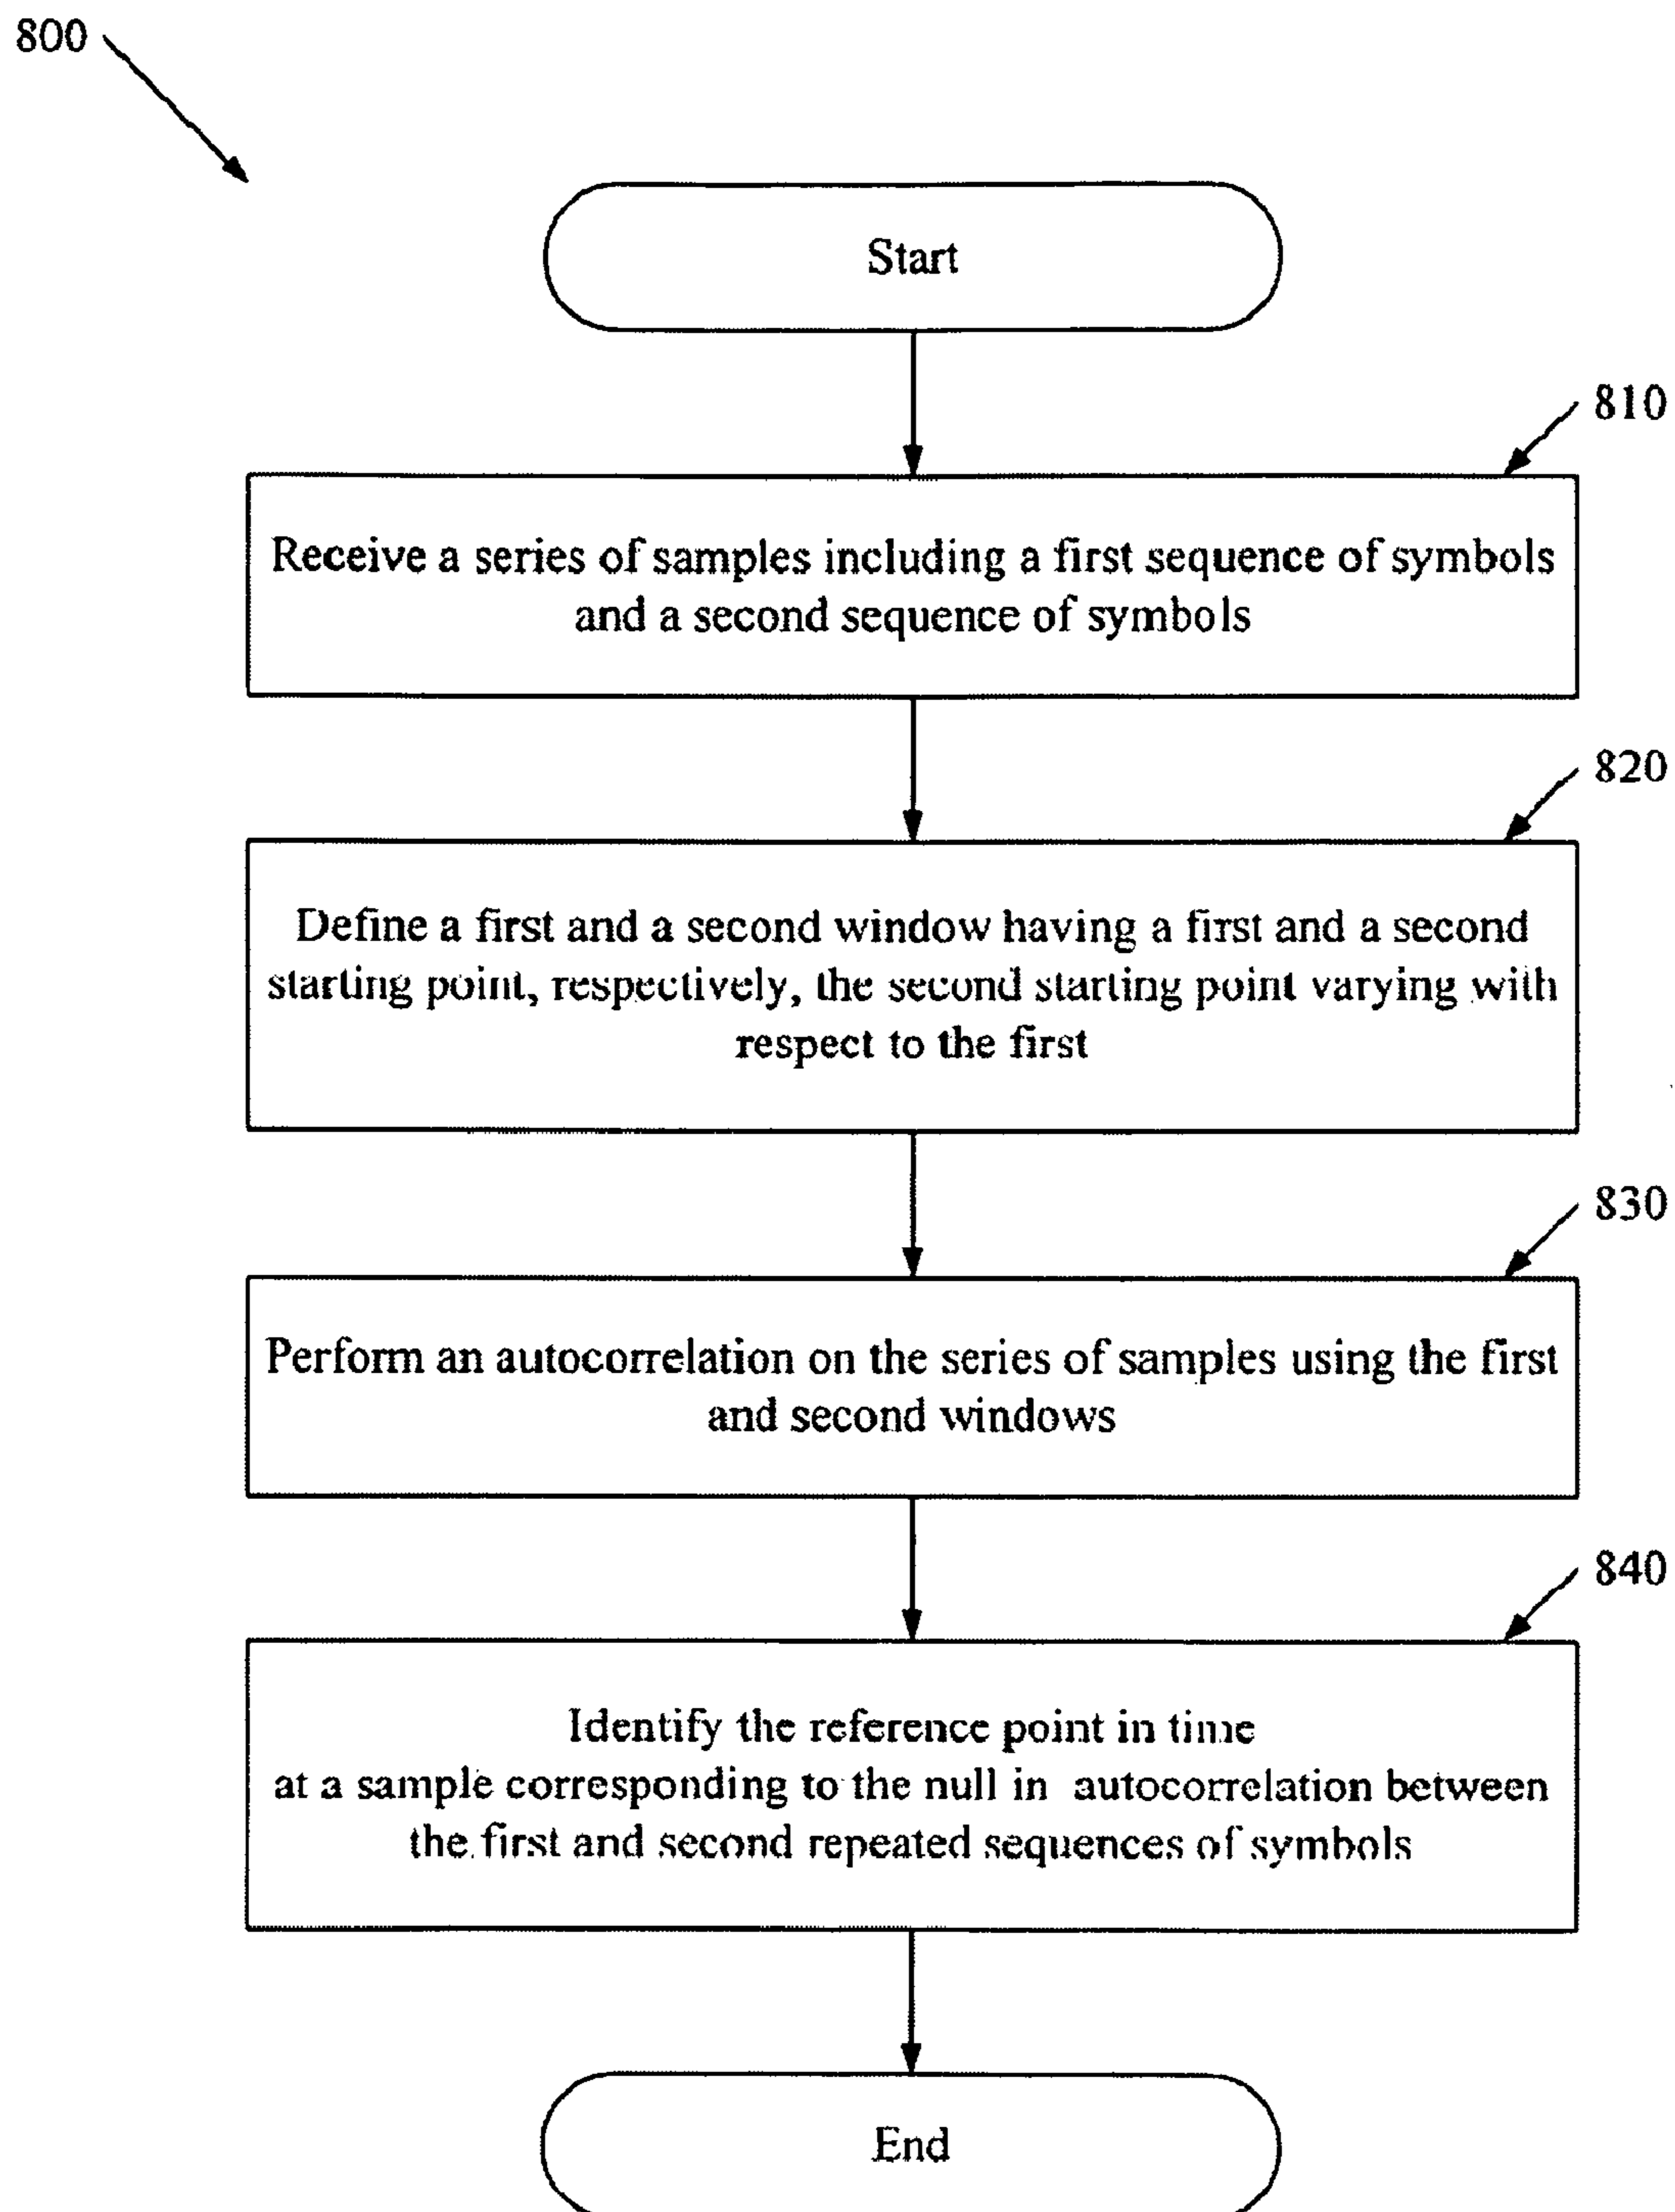 800
Start
810
Receive a series of samples including a first sequence of symbols
and a second sequence of symbols
820
Define a first and a second window having a first and a second
starting point, respectively, the second starting point varying with
respect to the first
830
Perform an autocorrelation on the series of samples using the first
and second windows
840
Identify the reference point in time
at a sample corresponding to the null in autocorrelation between
the first and second repeated sequences of symbols
End